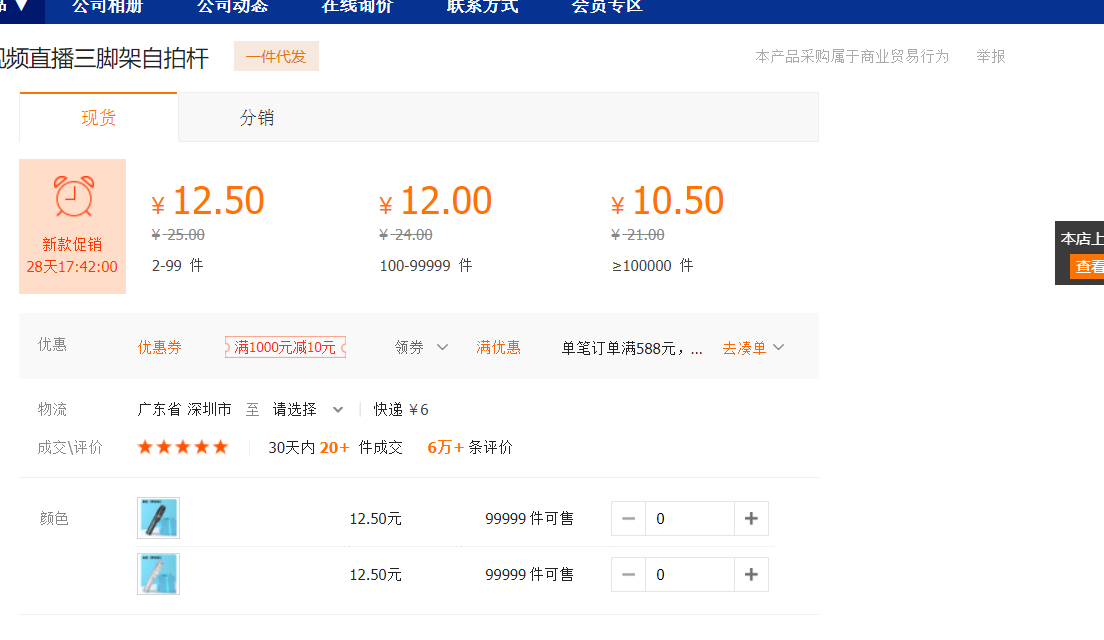 公司相册 公司动态 在线询价 联系方式 会员专区
视频直播三脚架自拍杆 一件代发 本产品采购属于商业贸易行为 举报
现货 分销
¥ 12.50 ¥ 12.00 ¥ 10.50
¥ 25.00 ¥ 24.00 ¥ 21.00
新款促销
28天17:42:00
2-99 件 100-99999 件 ≥100000 件
本店上
查看
优惠 优惠券 满1000元减10元 领券 满优惠 单笔订单满588元，... 去凑单
物流 广东省 深圳市 至 请选择 快递 ¥6
成交\评价 30天内 20+ 件成交 6万+ 条评价
颜色 12.50元 99999 件可售 0
12.50元 99999 件可售 0